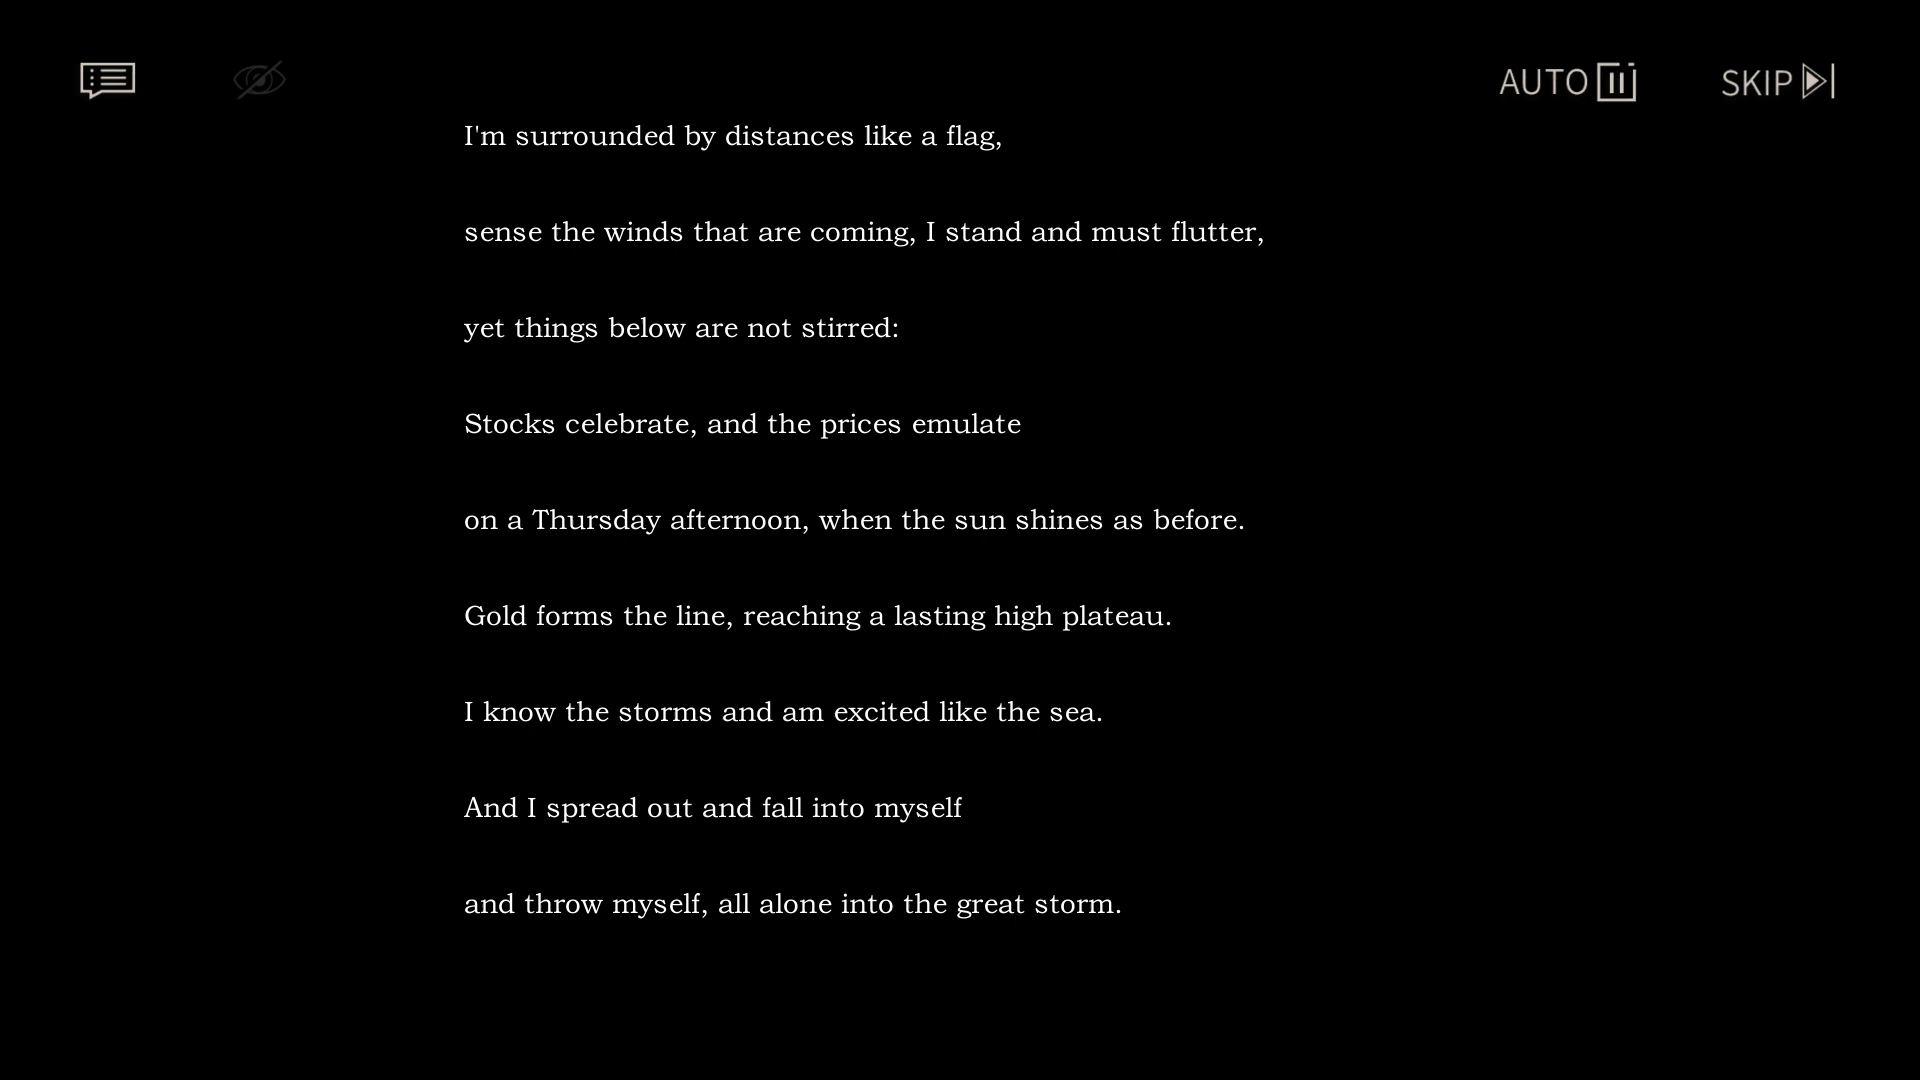 AUTO
SKIP
I'm surrounded by distances like a flag,
sense the winds that are coming, I stand and must flutter,
yet things below are not stirred:
Stocks celebrate, and the prices emulate
on a Thursday afternoon, when the sun shines as before.
Gold forms the line, reaching a lasting high plateau.
I know the storms and am excited like the sea.
And I spread out and fall into myself
and throw myself, all alone into the great storm.